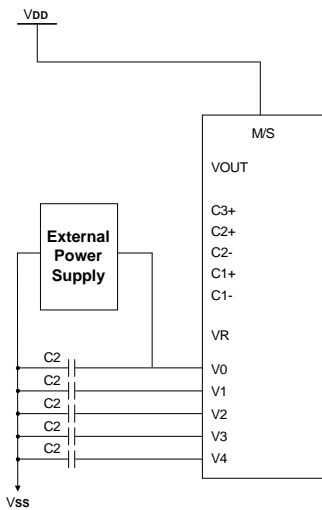 VDD
M/S
VOUT
External
Power
Supply
C3+
C2+
C2-
C1+
C1-
VR
C2 V0
C2 V1
C2 V2
C2 V3
C2 V4
Vss